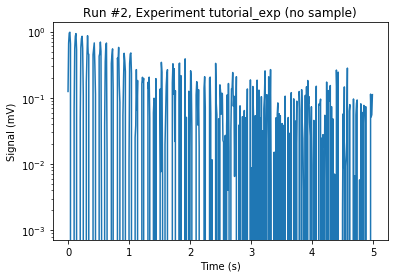 Run #2, Experiment tutorial_exp (no sample)
Signal (mV)
10⁰
10⁻¹
10⁻²
10⁻³
0 1 2 3 4 5
Time (s)